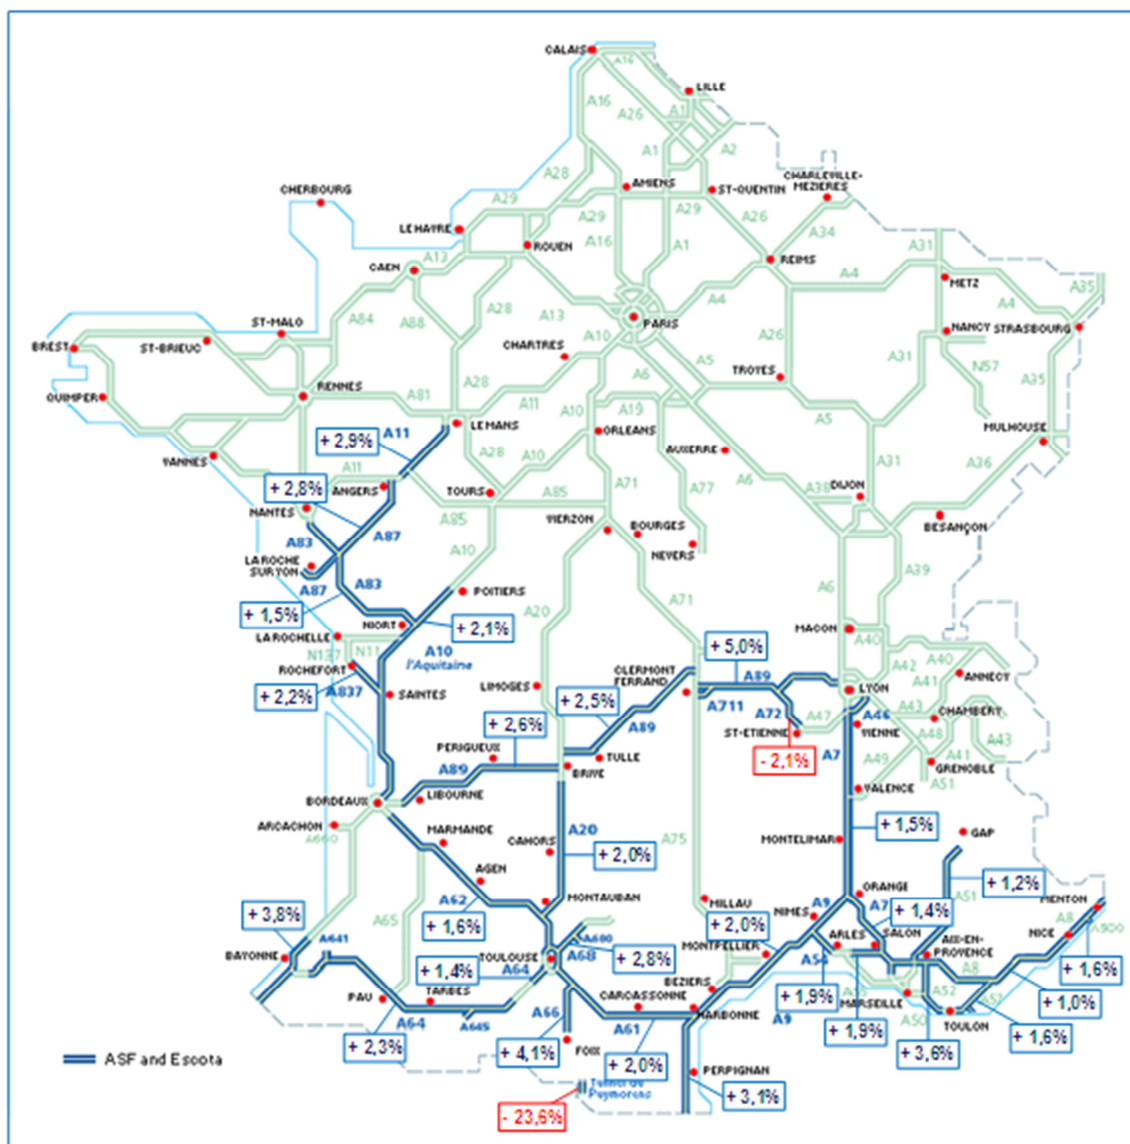 CALAIS
A16
LILLE
A16
A26
A1
A1
A2
A28
AMIENS
ST-QUENTIN
CHARLEVILLE-
MEZIERES
CHERBOURG
A29
A29
A29
A26
A34
LE HAVRE
ROUEN
A16
A1
A31
CAEN
A13
REIMS
A4
METZ
A4
A35
A28
A4
ST-MALO
A84
A88
A13
PARIS
A10
A26
NANCY
STRASBOURG
BREST
ST-BRIEUC
CHARTRES
A6
A5
TROYES
A31
N57
A35
QUIMPER
RENNES
A81
A28
A11
A10
A19
A5
MULHOUSE
LE MANS
ORLEANS
AUXERRE
+ 2,9%
A11
VANNES
A11
A28
A10
A6
A31
A36
+ 2,8%
ANGERS
TOURS
A85
A71
A77
A38
DIJON
NANTES
A85
VIERZON
BOURGES
BESANÇON
A83
A87
NEVERS
LA ROCHE
SUR YON
A10
A6
A39
A87
A83
POITIERS
A20
A71
+ 1,5%
NIORT
+ 2,1%
MACON
A40
LA ROCHELLE
N137
N11
A10
l'Aquitaine
+ 5,0%
A42
A40
ROCHEFORT
CLERMONT
FERRAND
A89
A41
ANNECY
+ 2,2%
A837
SAINTES
LIMOGES
+ 2,5%
A711
A72
LYON
A43
A47
A46
CHAMBERY
+ 2,6%
A89
ST-ETIENNE
VIENNE
A48
A43
PERIGUEUX
TULLE
- 2,1%
A7
A49
A41
GRENOBLE
A89
BRIVE
A51
LIBOURNE
VALENCE
BORDEAUX
ARCACHON
A660
MARMANDE
CAHORS
A20
A75
MONTELIMAR
+ 1,5%
GAP
+ 2,0%
AGEN
A62
MONTAUBAN
MILLAU
ORANGE
A51
+ 1,2%
MENTON
+ 3,8%
A65
+ 1,6%
NIMES
A9
A7
+ 1,4%
A8
A500
+ 2,0%
ARLES
SALON
AIX-EN-
PROVENCE
NICE
A641
A680
MONTPELLIER
A54
BAYONNE
TOULOUSE
A68
+ 2,8%
A8
+ 1,6%
+ 1,4%
A64
BEZIERS
A52
A57
PAU
TARBES
CARCASSONNE
+ 1,9%
MARSEILLE
+ 1,0%
A66
NARBONNE
A50
TOULON
A64
A645
A61
A9
+ 1,9%
+ 1,6%
+ 2,3%
+ 4,1%
FOIX
+ 2,0%
+ 3,6%
ASF and Escota
PERPIGNAN
Tunnel du
Puymorens
+ 3,1%
- 23,6%